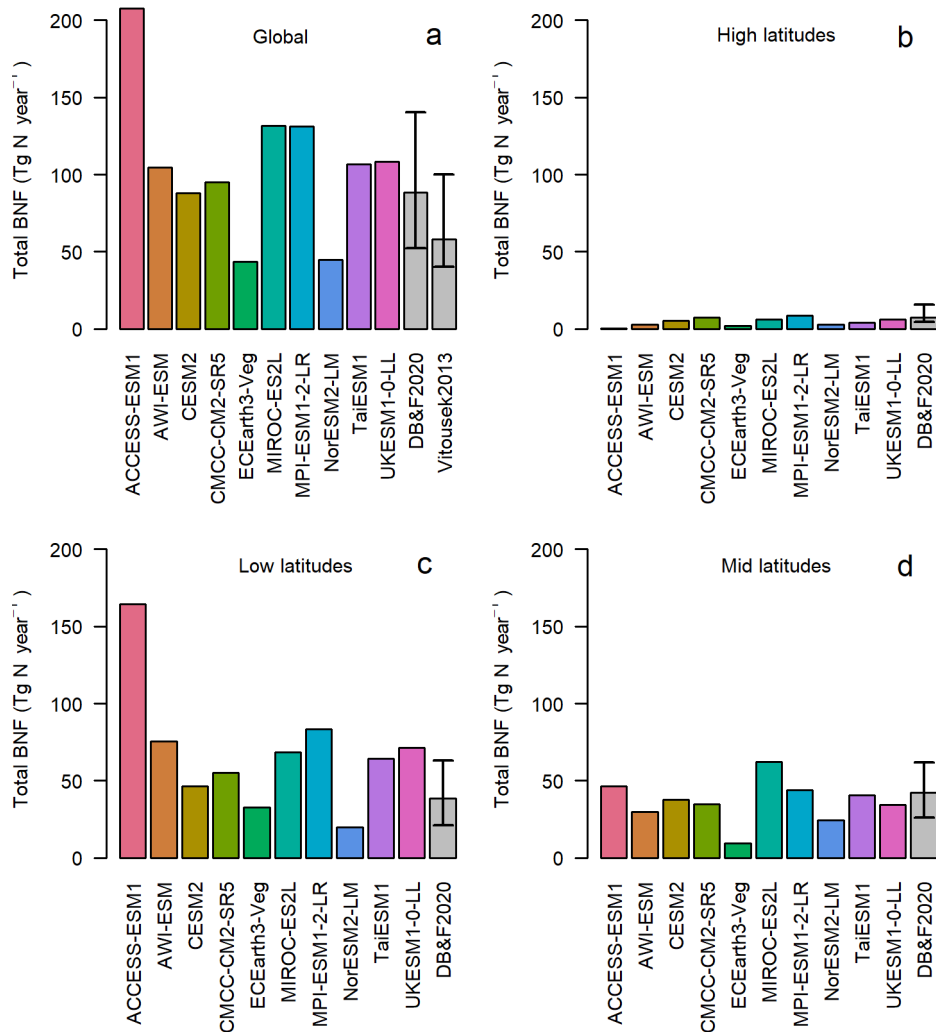 Global
a
Total BNF (Tg N year⁻¹)
200
150
100
50
0
ACCESS-ESM1
AWI-ESM
CESM2
CMCC-CM2-SR5
ECEarth3-Veg
MIROC-ES2L
MPI-ESM1-2-LR
NorESM2-LM
TaiESM1
UKESM1-0-LL
DB&F2020
Vitousek2013
High latitudes
b
Total BNF (Tg N year⁻¹)
200
150
100
50
0
ACCESS-ESM1
AWI-ESM
CESM2
CMCC-CM2-SR5
ECEarth3-Veg
MIROC-ES2L
MPI-ESM1-2-LR
NorESM2-LM
TaiESM1
UKESM1-0-LL
DB&F2020
Low latitudes
c
Total BNF (Tg N year⁻¹)
200
150
100
50
0
ACCESS-ESM1
AWI-ESM
CESM2
CMCC-CM2-SR5
ECEarth3-Veg
MIROC-ES2L
MPI-ESM1-2-LR
NorESM2-LM
TaiESM1
UKESM1-0-LL
DB&F2020
Mid latitudes
d
Total BNF (Tg N year⁻¹)
200
150
100
50
0
ACCESS-ESM1
AWI-ESM
CESM2
CMCC-CM2-SR5
ECEarth3-Veg
MIROC-ES2L
MPI-ESM1-2-LR
NorESM2-LM
TaiESM1
UKESM1-0-LL
DB&F2020